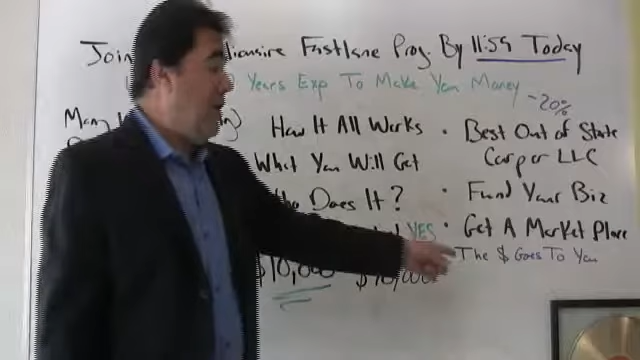 Join lionaire Fastlane Prog. By 11:59 Today
Years Exp To Make You Money
-20%
Many
How It All Works
• Best Out of State
Corp or LLC
What You Will Get
Does It?
• Fund Your Biz
YES
• Get A Market Place
The $ Goes To You
$10,000 $10,000